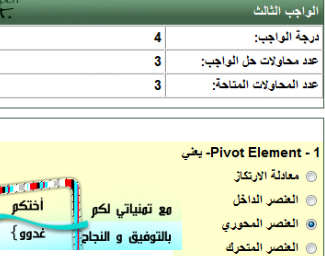 الواجب الثالث
درجة الواجب: 4
عدد محاولات حل الواجب: 3
عدد المحاولات المتاحة: 3
1 - Pivot Element- يعني
معادلة الارتكاز
العنصر الداخل
العنصر المحوري
العنصر المتحرك
مع تمنياتي لكم
بالتوفيق و النجاح
أختكم
غدوو {